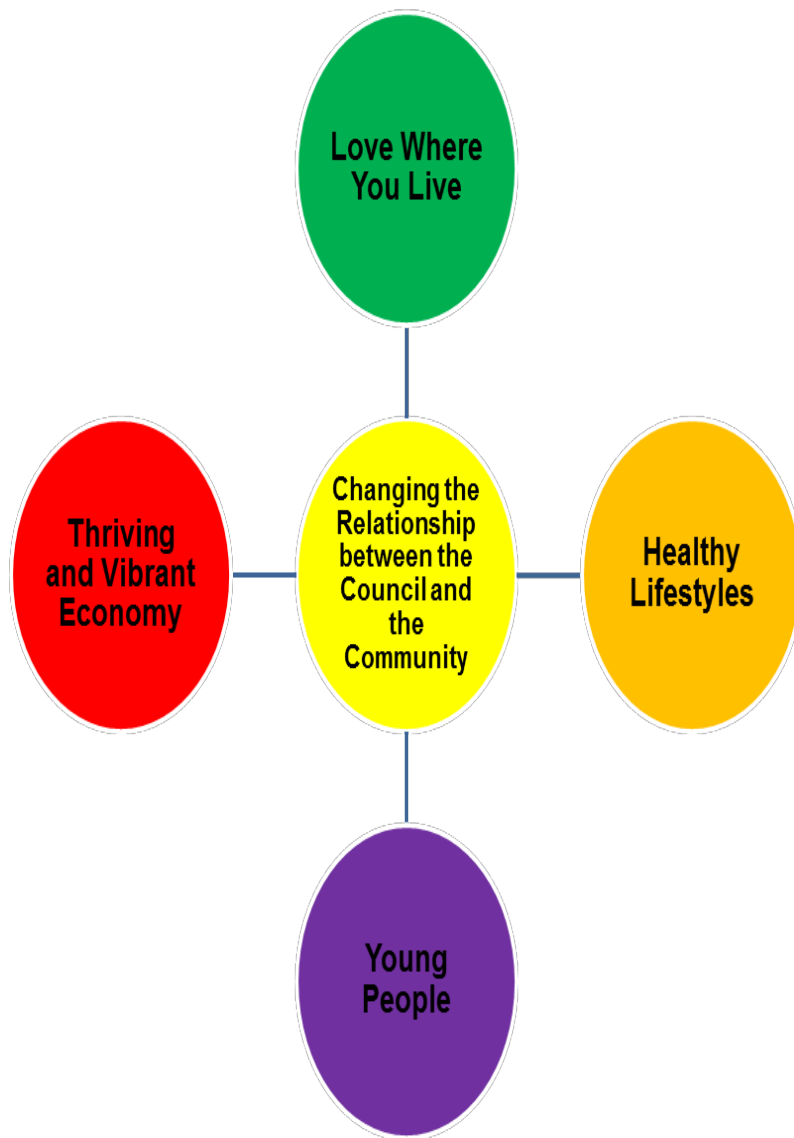 Love Where
You Live
Thriving
and Vibrant
Economy
Changing the
Relationship
between the
Council and
the
Community
Healthy
Lifestyles
Young
People